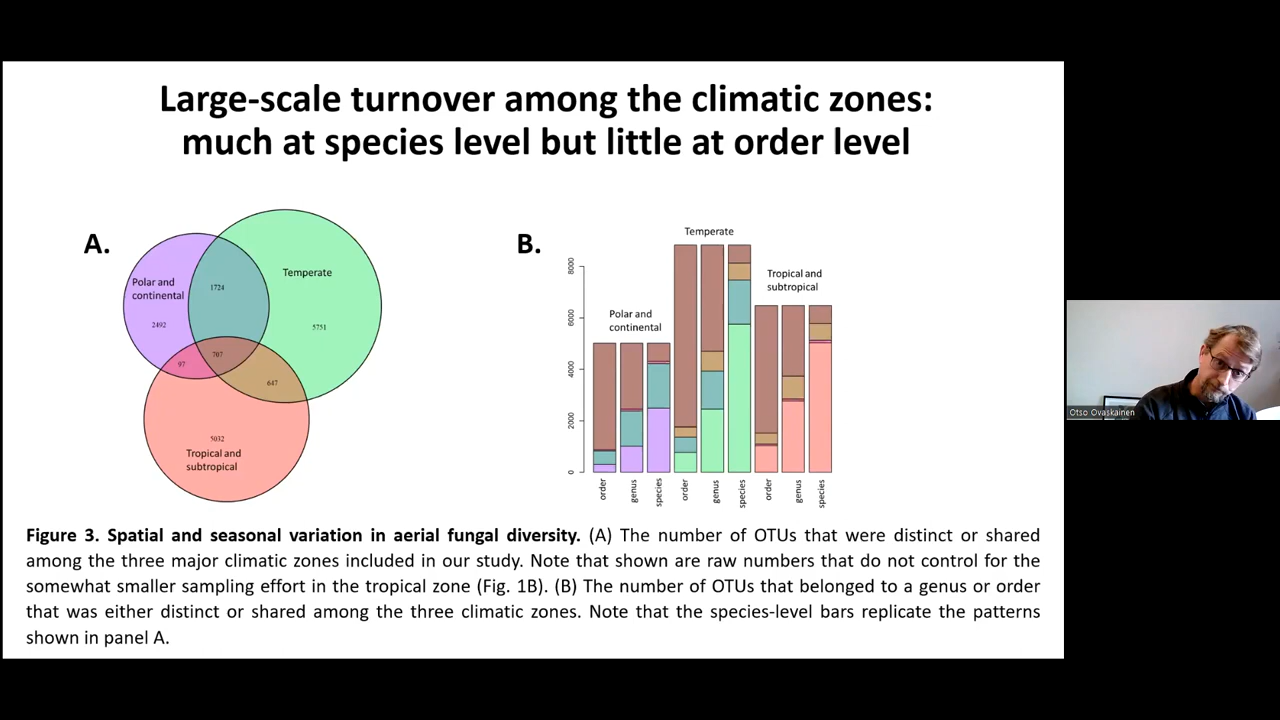 Large-scale turnover among the climatic zones:
much at species level but little at order level
A.
Polar and
continental
Temperate
1724
2492
5751
707
97
647
5032
Tropical and
subtropical
B.
Temperate
Tropical and
subtropical
Polar and
continental
8000
6000
4000
2000
0
order
genus
species
order
genus
species
order
genus
species
Otso Ovaskainen
Figure 3. Spatial and seasonal variation in aerial fungal diversity. (A) The number of OTUs that were distinct or shared
among the three major climatic zones included in our study. Note that shown are raw numbers that do not control for the
somewhat smaller sampling effort in the tropical zone (Fig. 1B). (B) The number of OTUs that belonged to a genus or order
that was either distinct or shared among the three climatic zones. Note that the species-level bars replicate the patterns
shown in panel A.